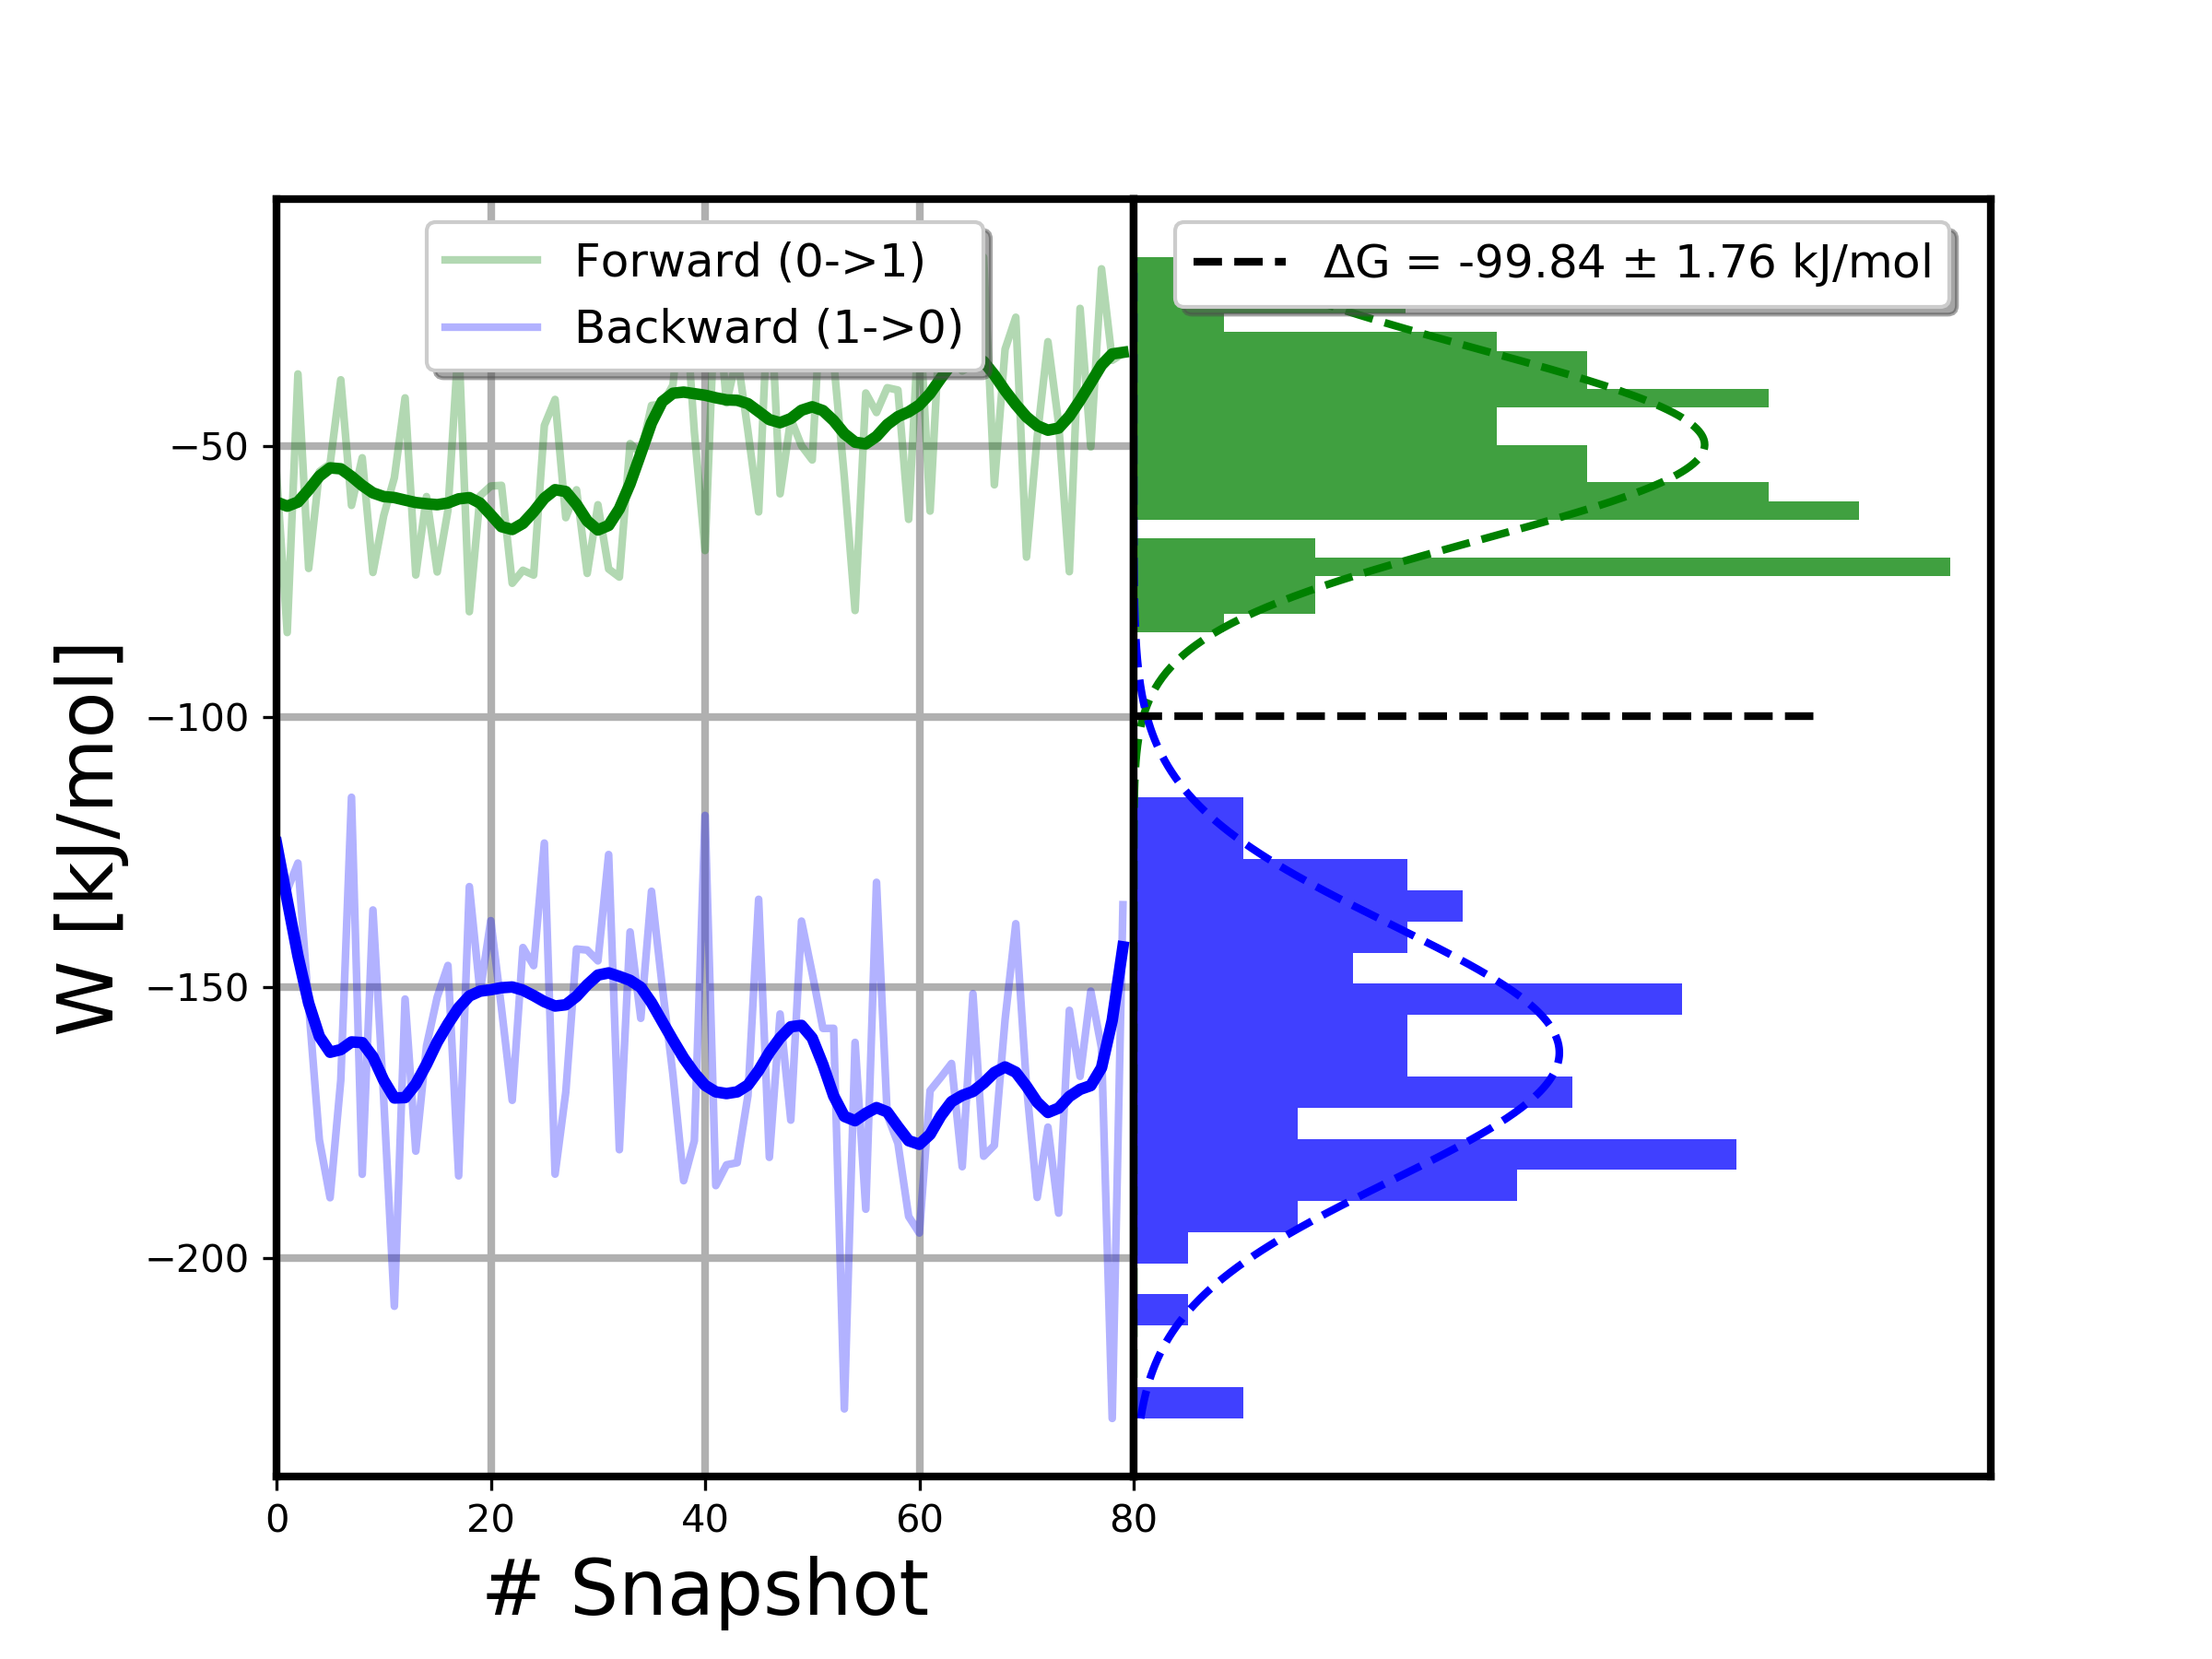 Forward (0->1)
Backward (1->0)
ΔG = -99.84 ± 1.76 kJ/mol
W [kJ/mol]
−50
−100
−150
−200
0 20 40 60 80
# Snapshot